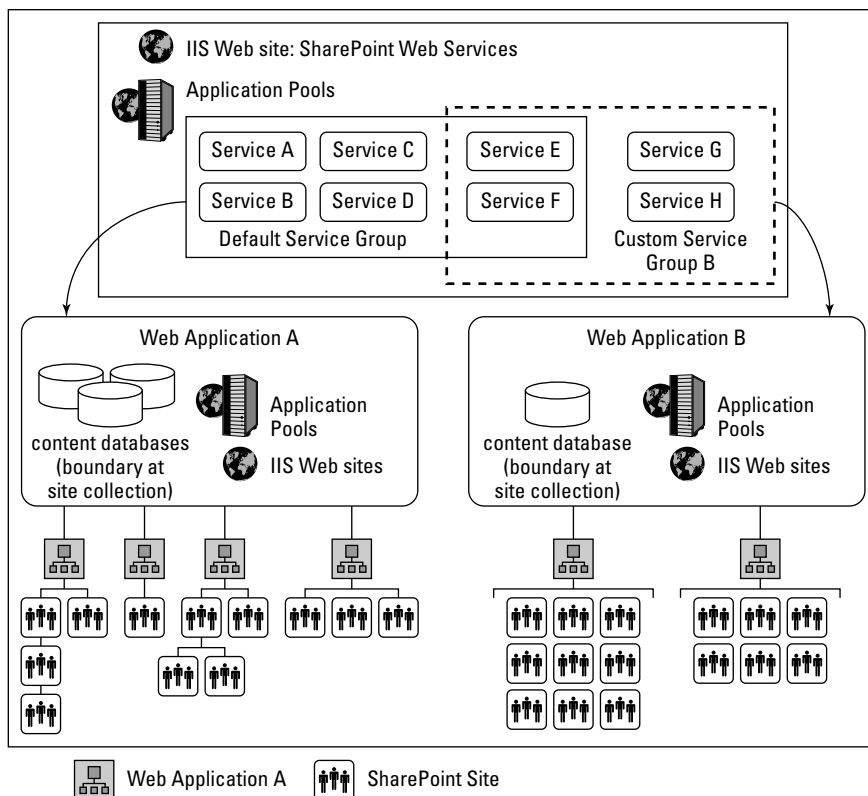 IIS Web site: SharePoint Web Services
Application Pools
Service A
Service C
Service E
Service G
Service B
Service D
Service F
Service H
Default Service Group
Custom Service
Group B
Web Application A
content databases
(boundary at
site collection)
Application
Pools
IIS Web sites
Web Application B
content database
(boundary at
site collection)
Application
Pools
IIS Web sites
Web Application A
SharePoint Site